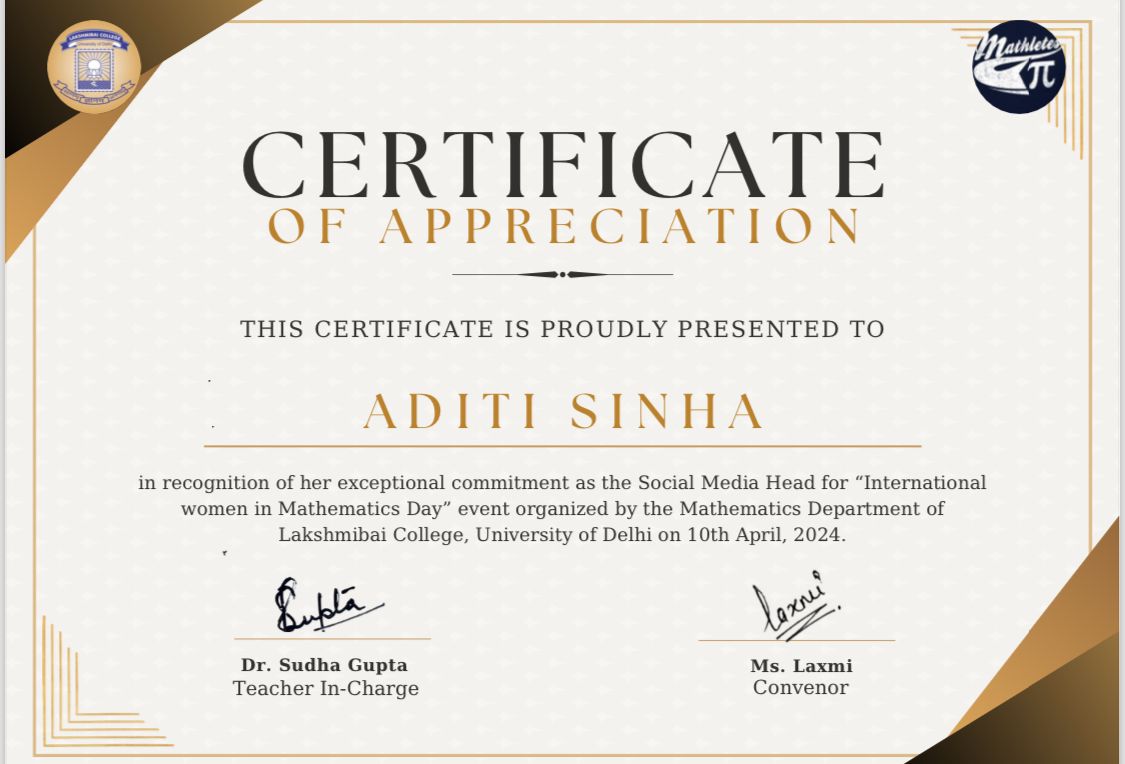 LAKSHMIBAI COLLEGE
University of Delhi
Mathletes
π
CERTIFICATE
OF APPRECIATION
THIS CERTIFICATE IS PROUDLY PRESENTED TO
ADITI SINHA
in recognition of her exceptional commitment as the Social Media Head for “International
women in Mathematics Day” event organized by the Mathematics Department of
Lakshmibai College, University of Delhi on 10th April, 2024.
Gupta
Laxmi
Dr. Sudha Gupta
Ms. Laxmi
Teacher In-Charge
Convenor